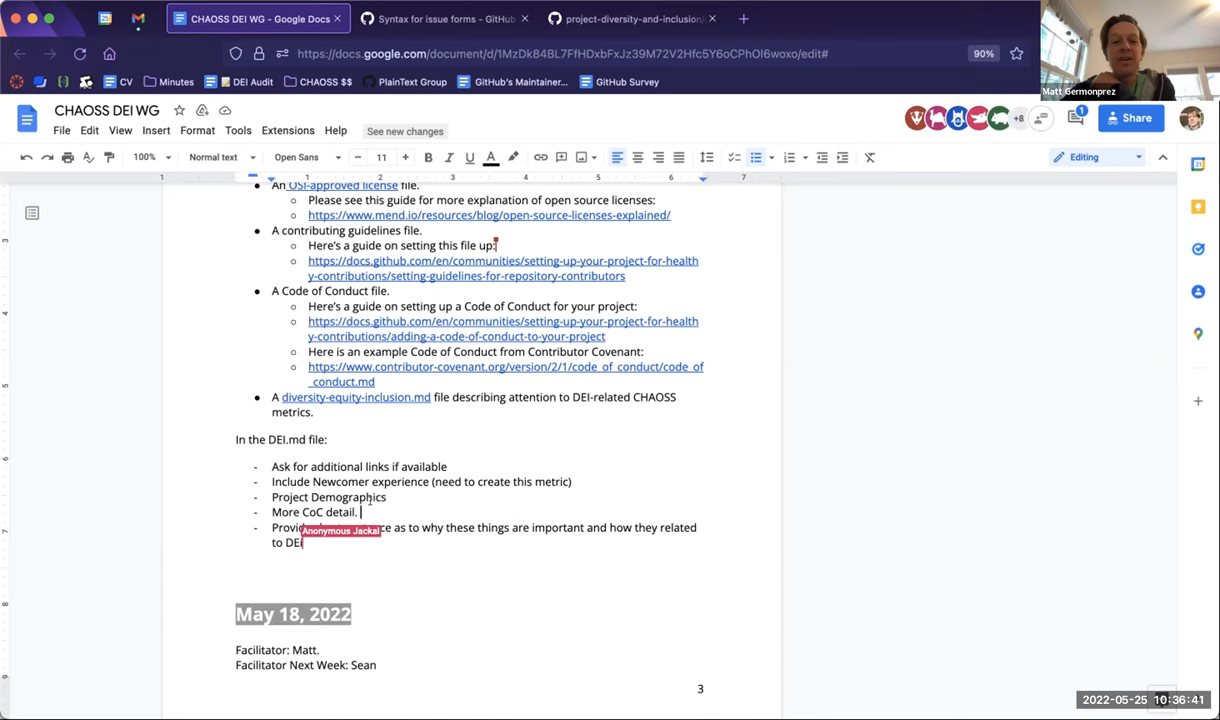 CHAOSS DEI WG - Google Docs
Syntax for issue forms - GitHub
project-diversity-and-inclusion/
https://docs.google.com/document/d/1MzDk84BL7FfHDxbFxJz39M72V2Hfc5Y6oCPhOl6woxo/edit#
90%
CV
Minutes
DEI Audit
CHAOSS $$
PlainText Group
GitHub's Maintainer...
GitHub Survey
Matt Germonprez
CHAOSS DEI WG
File Edit View Insert Format Tools Extensions Help
See new changes
+8
1
Share
100%
Normal text
Open Sans
11
Editing
1 1 2 3 4 5 6 7
An OSI-approved license file.
Please see this guide for more explanation of open source licenses:
https://www.mend.io/resources/blog/open-source-licenses-explained/
A contributing guidelines file.
Here's a guide on setting this file up:
https://docs.github.com/en/communities/setting-up-your-project-for-health
y-contributions/setting-guidelines-for-repository-contributors
A Code of Conduct file.
Here's a guide on setting up a Code of Conduct for your project:
https://docs.github.com/en/communities/setting-up-your-project-for-health
y-contributions/adding-a-code-of-conduct-to-your-project
Here is an example Code of Conduct from Contributor Covenant:
https://www.contributor-covenant.org/version/2/1/code_of_conduct/code_of
_conduct.md
A diversity-equity-inclusion.md file describing attention to DEI-related CHAOSS
metrics.
In the DEI.md file:
- Ask for additional links if available
- Include Newcomer experience (need to create this metric)
- Project Demographics
- More CoC detail.
as to why these things are important and how they related
Anonymous Jackal
to DEi
May 18, 2022
Facilitator: Matt.
Facilitator Next Week: Sean
3
2022-05-25 10:36:41